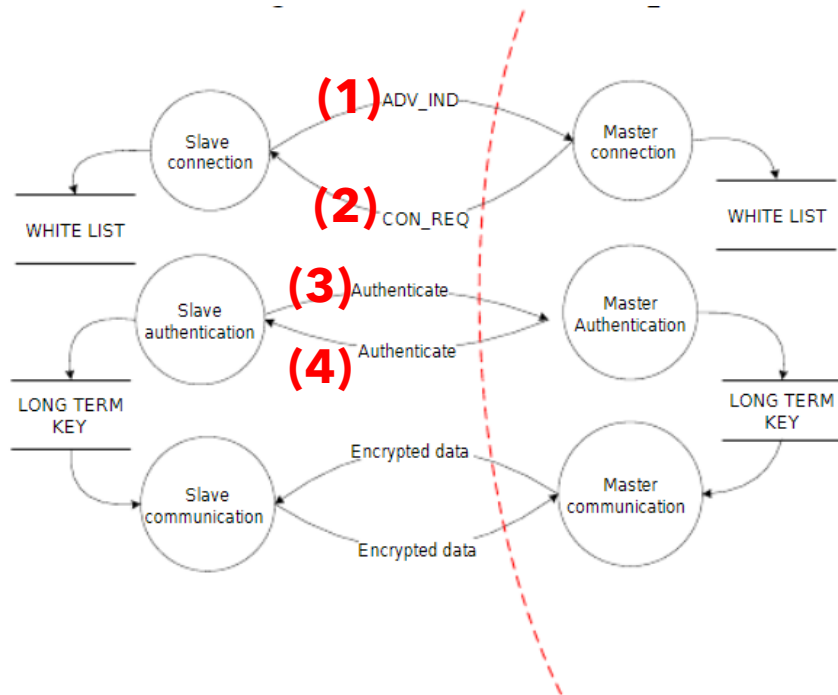 (1) ADV_IND
Slave
connection
Master
connection
(2) CON_REQ
WHITE LIST
WHITE LIST
(3) Authenticate
Slave
authentication
Master
Authentication
(4) Authenticate
LONG TERM
KEY
LONG TERM
KEY
Encrypted data
Slave
communication
Master
communication
Encrypted data